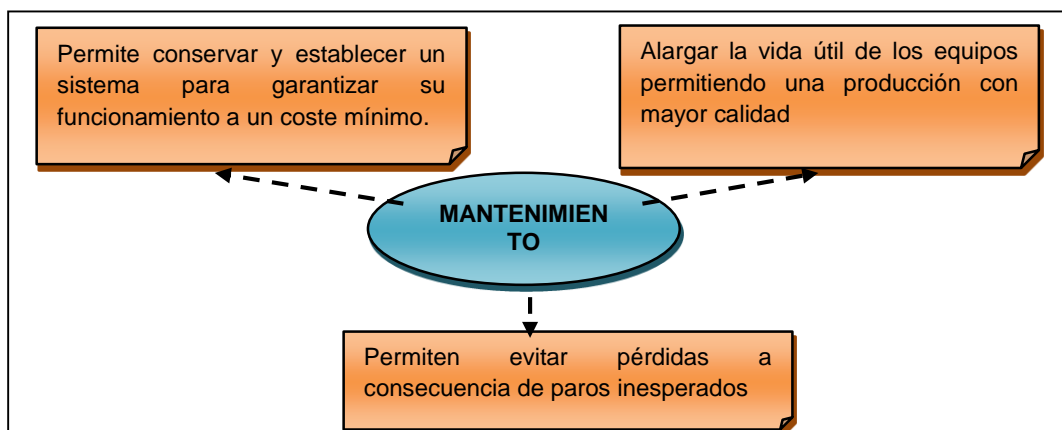 Permite conservar y establecer un
sistema para garantizar su
funcionamiento a un coste mínimo.
Alargar la vida útil de los equipos
permitiendo una producción con
mayor calidad
MANTENIMIEN
TO
Permiten evitar pérdidas a
consecuencia de paros inesperados